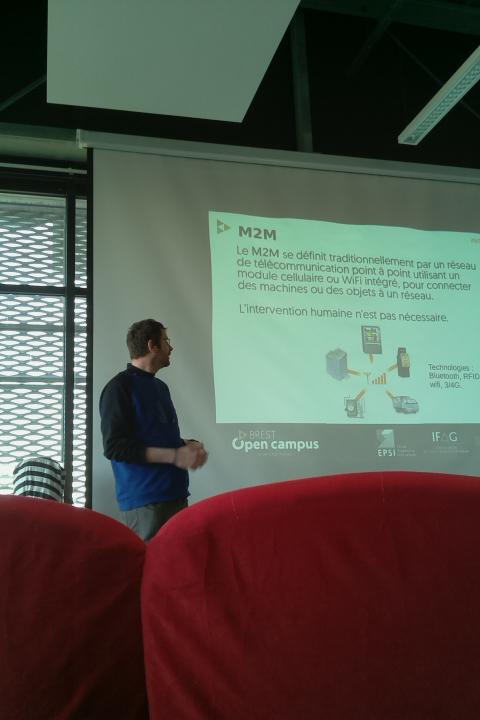 M2M
Le M2M se définit traditionnellement par un réseau
de télécommunication point à point utilisant un
module cellulaire ou WiFi intégré, pour connecter
des machines ou des objets à un réseau.
L'intervention humaine n'est pas nécessaire.
Technologies :
Bluetooth, RFID
wifi, 3/4G.
BREST
Open campus
EPSI
IFAG